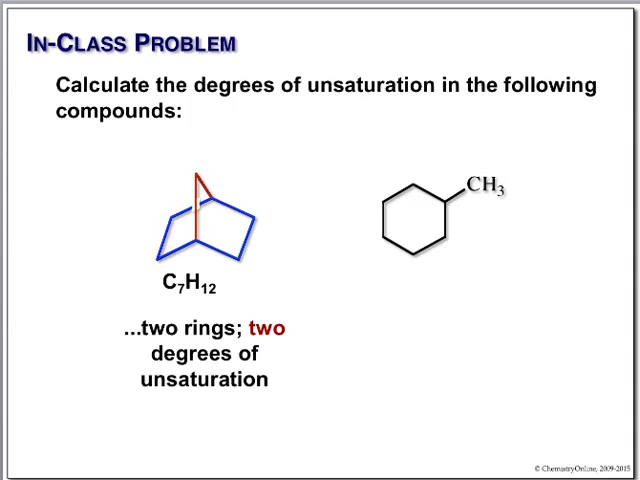 IN-CLASS PROBLEM
Calculate the degrees of unsaturation in the following
compounds:
CH₃
C₇H₁₂
...two rings; two
degrees of
unsaturation
© ChemistryOnline, 2009-2015